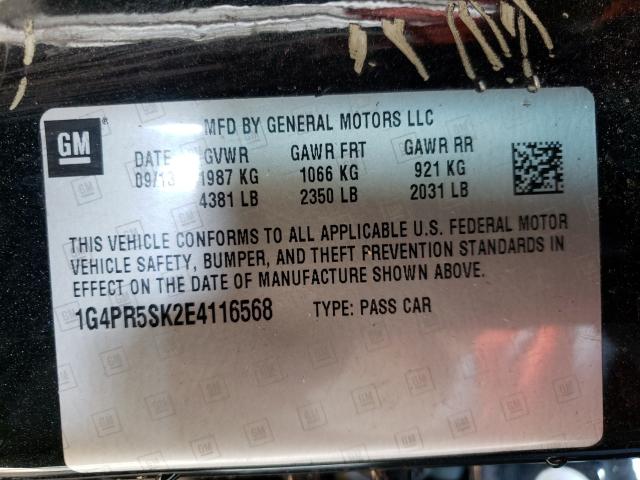 GM
®
MFD BY GENERAL MOTORS LLC
DATE GVWR GAWR FRT GAWR RR
09/13 1987 KG 1066 KG 921 KG
4381 LB 2350 LB 2031 LB
THIS VEHICLE CONFORMS TO ALL APPLICABLE U.S. FEDERAL MOTOR
VEHICLE SAFETY, BUMPER, AND THEFT PREVENTION STANDARDS IN
EFFECT ON THE DATE OF MANUFACTURE SHOWN ABOVE.
1G4PR5SK2E4116568 TYPE: PASS CAR